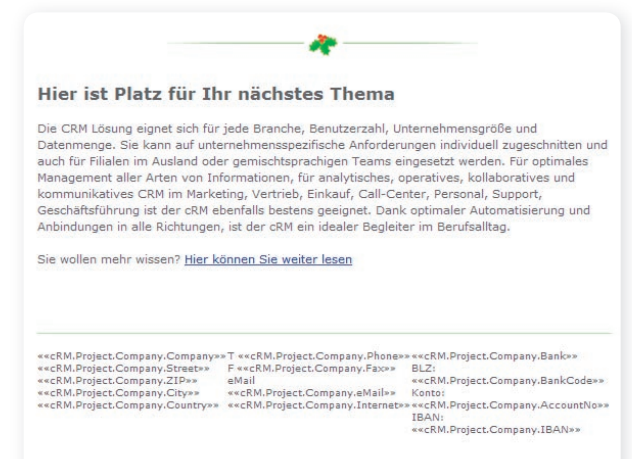 Hier ist Platz für Ihr nächstes Thema
Die CRM Lösung eignet sich für jede Branche, Benutzerzahl, Unternehmensgröße und
Datenmenge. Sie kann auf unternehmensspezifische Anforderungen individuell zugeschnitten und
auch für Filialen im Ausland oder gemischtsprachigen Teams eingesetzt werden. Für optimales
Management aller Arten von Informationen, für analytisches, operatives, kollaboratives und
kommunikatives CRM im Marketing, Vertrieb, Einkauf, Call-Center, Personal, Support,
Geschäftsführung ist der cRM ebenfalls bestens geeignet. Dank optimaler Automatisierung und
Anbindungen in alle Richtungen, ist der cRM ein idealer Begleiter im Berufsalltag.
Sie wollen mehr wissen? Hier können Sie weiter lesen
««cRM.Project.Company.Company»»
««cRM.Project.Company.Street»»
««cRM.Project.Company.ZIP»»
««cRM.Project.Company.City»»
««cRM.Project.Company.Country»»
T ««cRM.Project.Company.Phone»»
F ««cRM.Project.Company.Fax»»
eMail
««cRM.Project.Company.eMail»»
««cRM.Project.Company.Internet»»
««cRM.Project.Company.Bank»»
BLZ:
««cRM.Project.Company.BankCode»»
Konto:
««cRM.Project.Company.AccountNo»»
IBAN:
««cRM.Project.Company.IBAN»»